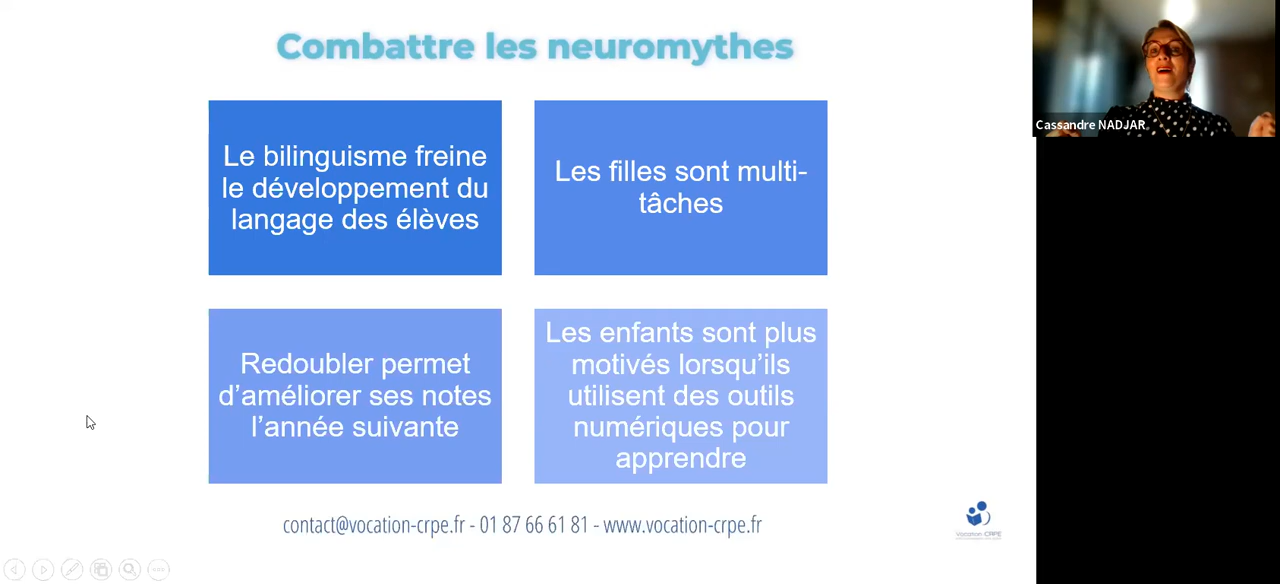 Combattre les neuromythes
Cassandre NADJAR
Le bilinguisme freine
le développement du
langage des élèves
Les filles sont multi-
tâches
Redoubler permet
d'améliorer ses notes
l'année suivante
Les enfants sont plus
motivés lorsqu'ils
utilisent des outils
numériques pour
apprendre
contact@vocation-crpe.fr - 01 87 66 61 81 - www.vocation-crpe.fr
Vocation CRPE